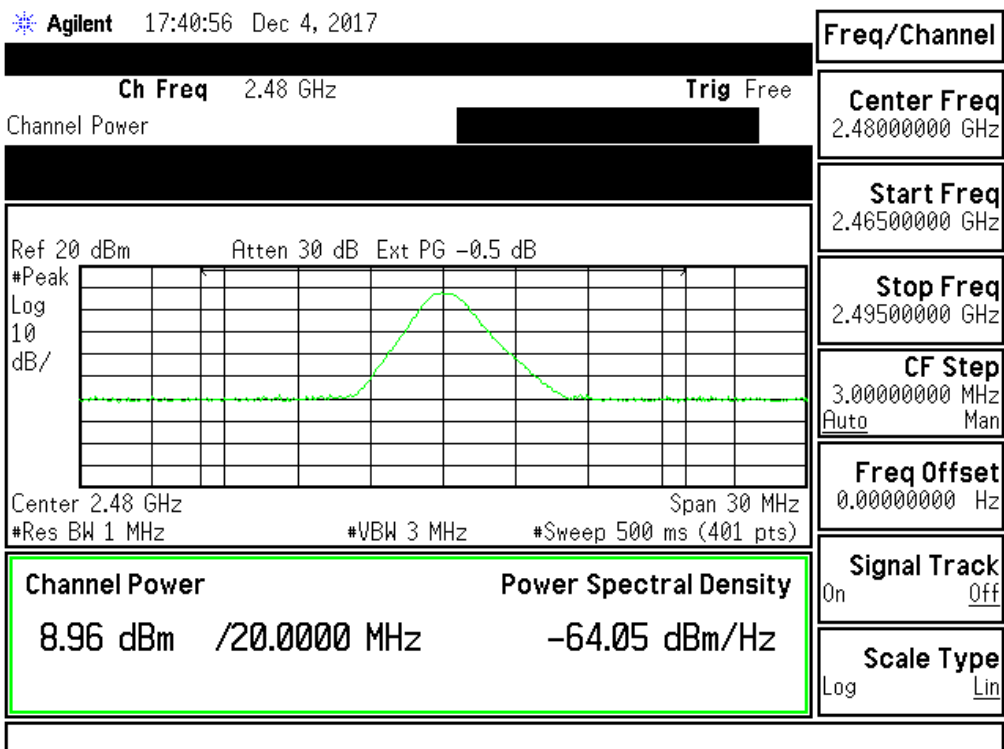 Agilent 17:40:56 Dec 4, 2017
Freq/Channel
Ch Freq 2.48 GHz Trig Free
Channel Power
Center Freq
2.48000000 GHz
Start Freq
2.46500000 GHz
Stop Freq
2.49500000 GHz
CF Step
3.00000000 MHz
Auto Man
Freq Offset
0.00000000 Hz
Signal Track
On Off
Scale Type
Log Lin
Ref 20 dBm Atten 30 dB Ext PG -0.5 dB
#Peak
Log
10
dB/
Center 2.48 GHz Span 30 MHz
#Res BW 1 MHz #VBW 3 MHz #Sweep 500 ms (401 pts)
Channel Power Power Spectral Density
8.96 dBm /20.0000 MHz -64.05 dBm/Hz